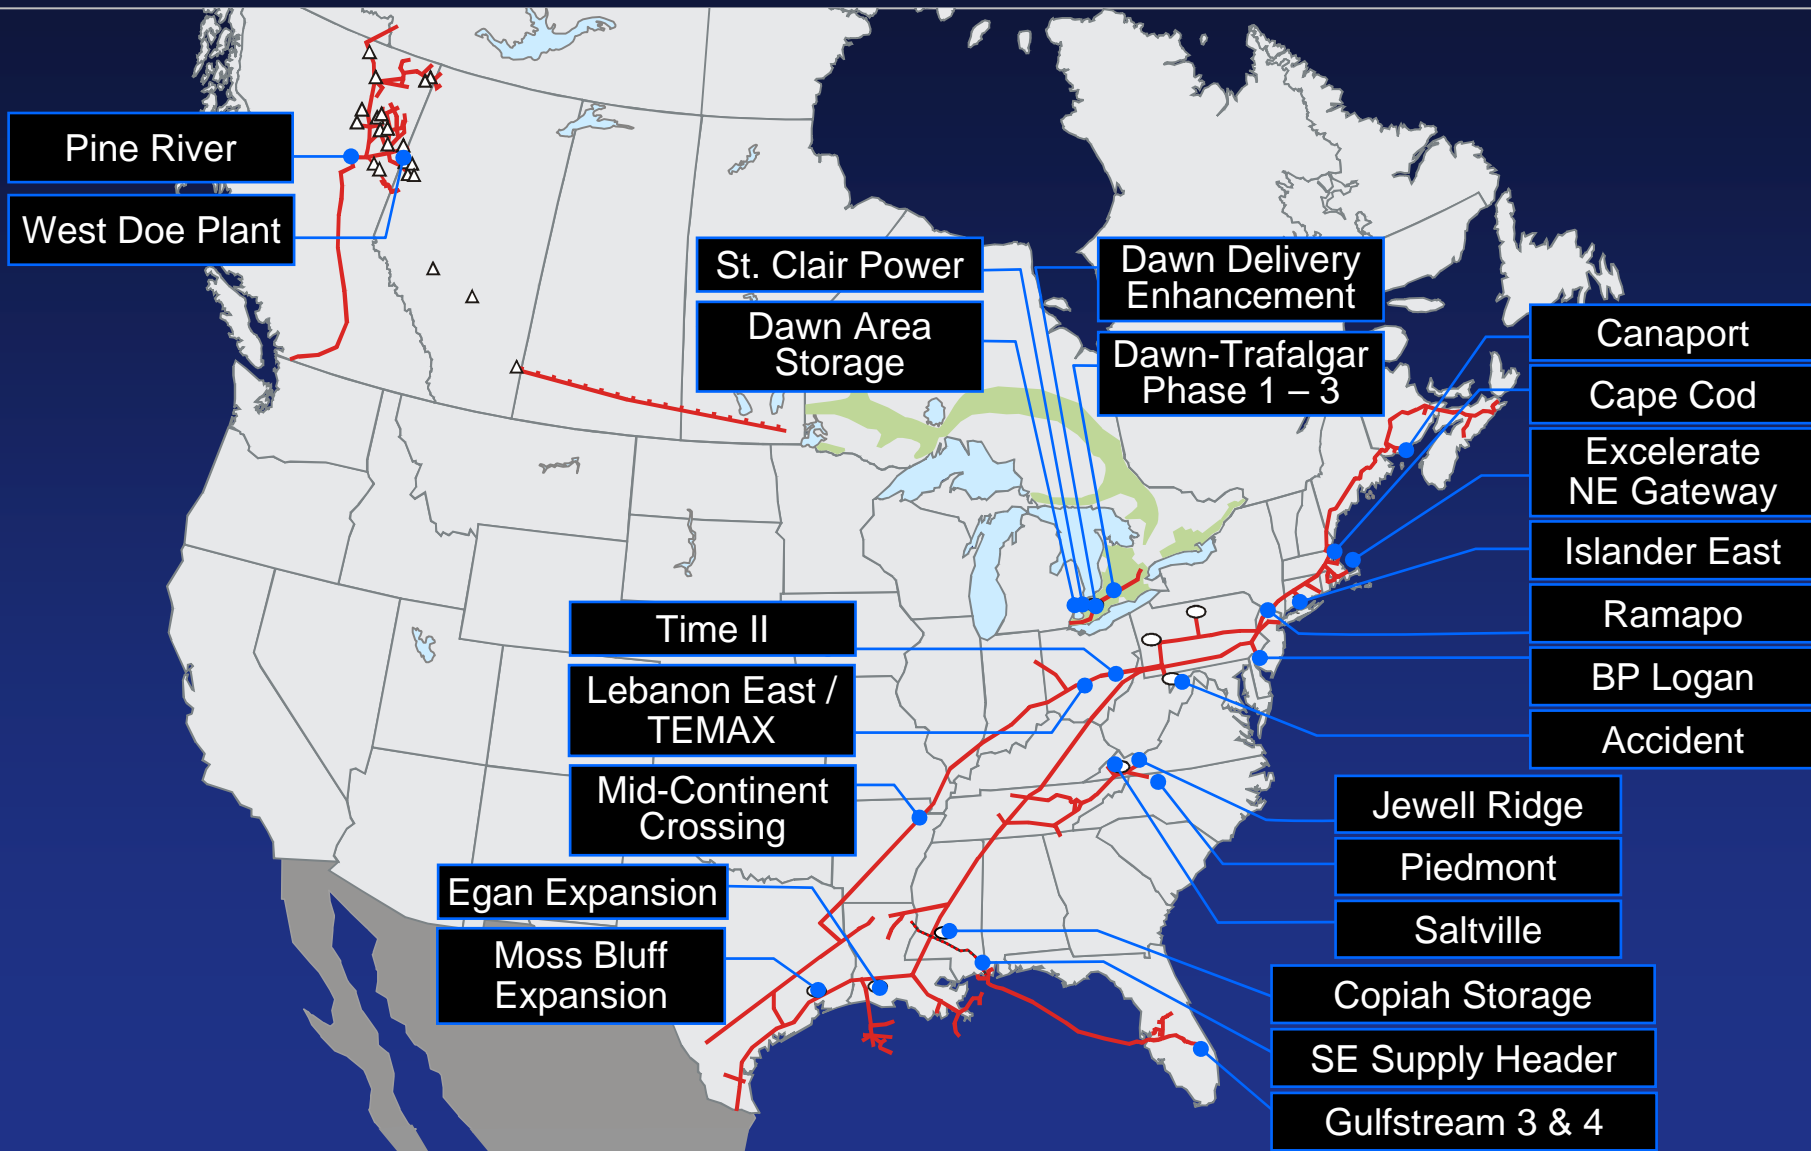 Pine River
West Doe Plant
St. Clair Power
Dawn Area
Storage
Dawn Delivery
Enhancement
Dawn-Trafalgar
Phase 1 – 3
Canaport
Cape Cod
Excelerate
NE Gateway
Islander East
Ramapo
BP Logan
Accident
Time II
Lebanon East /
TEMAX
Mid-Continent
Crossing
Egan Expansion
Moss Bluff
Expansion
Jewell Ridge
Piedmont
Saltville
Copiah Storage
SE Supply Header
Gulfstream 3 & 4